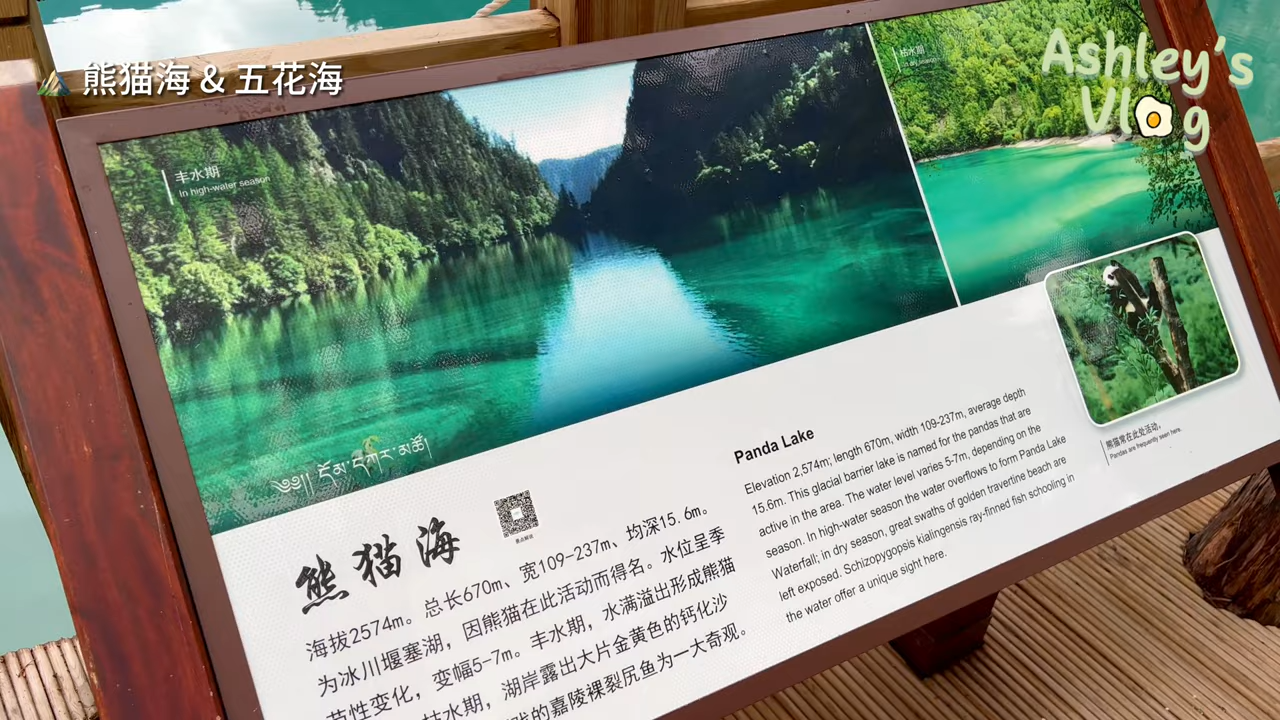 熊猫海 & 五花海
Ashley's
Vlog
丰水期
In high-water season
枯水期
In dry season
熊猫海
海拔2574m。总长670m、宽109-237m、均深15.6m。
为冰川堰塞湖，因熊猫在此活动而得名。水位呈季
节性变化，变幅5-7m。丰水期，水满溢出形成熊猫
枯水期，湖岸露出大片金黄色的钙化沙
的嘉陵裸裂尻鱼为一大奇观。
Panda Lake
Elevation 2,574m; length 670m, width 109-237m, average depth
15.6m. This glacial barrier lake is named for the pandas that are
active in the area. The water level varies 5-7m, depending on the
season. In high-water season the water overflows to form Panda Lake
Waterfall; in dry season, great swaths of golden travertine beach are
left exposed. Schizopygopsis kialingensis ray-finned fish schooling in
the water offer a unique sight here.
熊猫常在此处活动。
Pandas are frequently seen here.